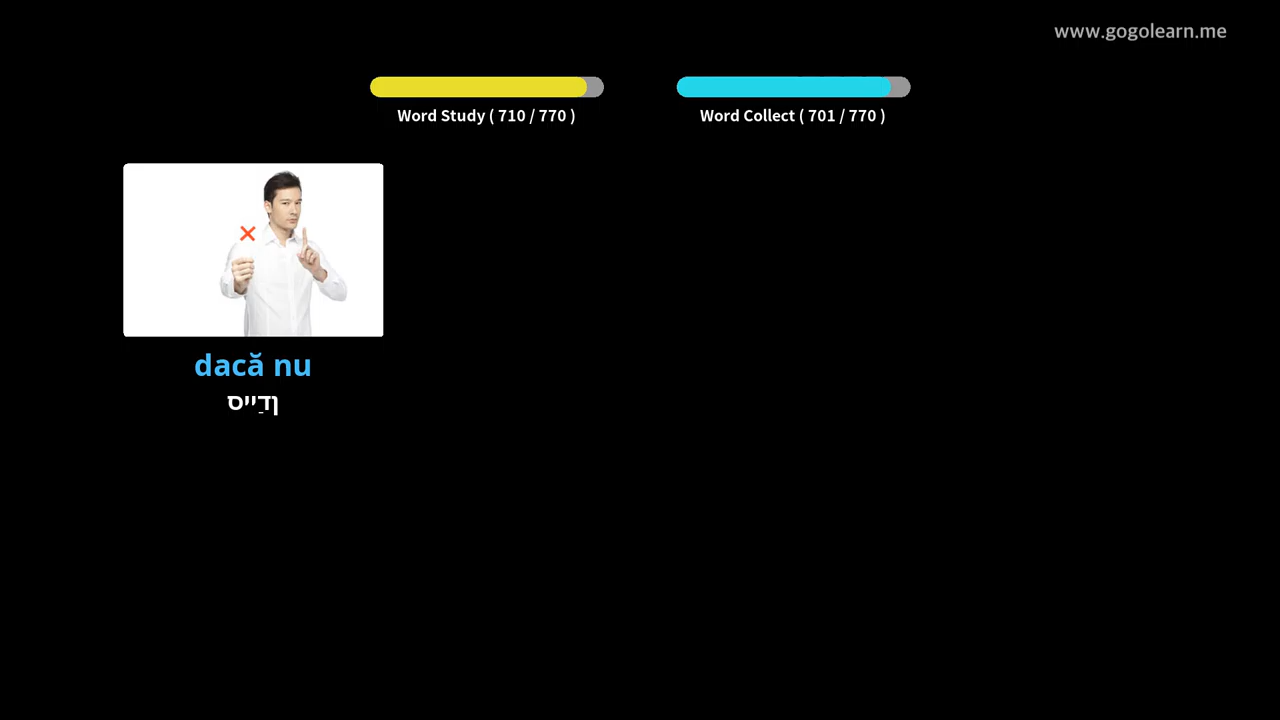 www.gogolearn.me
Word Study ( 710 / 770 )
Word Collect ( 701 / 770 )
dacă nu
סייַדן